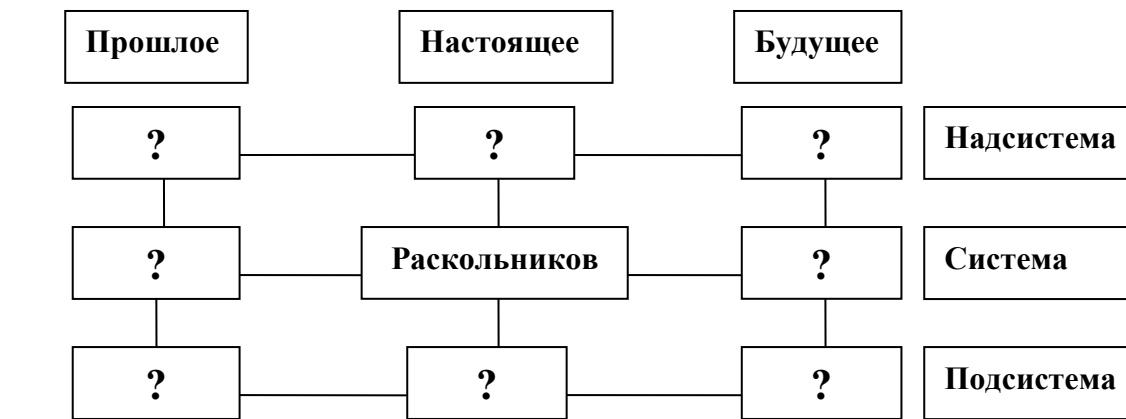 Прошлое Настоящее Будущее
? ? ? Надсистема
? Раскольников ? Система
? ? ? Подсистема